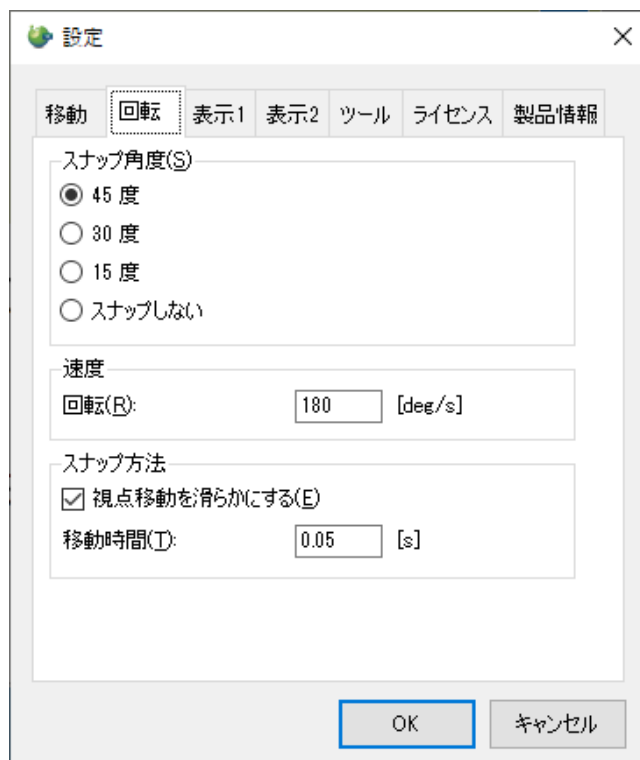 設定
移動 回転 表示1 表示2 ツール ライセンス 製品情報
スナップ角度(S)
45 度
30 度
15 度
スナップしない
速度
回転(R): 180 [deg/s]
スナップ方法
視点移動を滑らかにする(E)
移動時間(T): 0.05 [s]
OK キャンセル